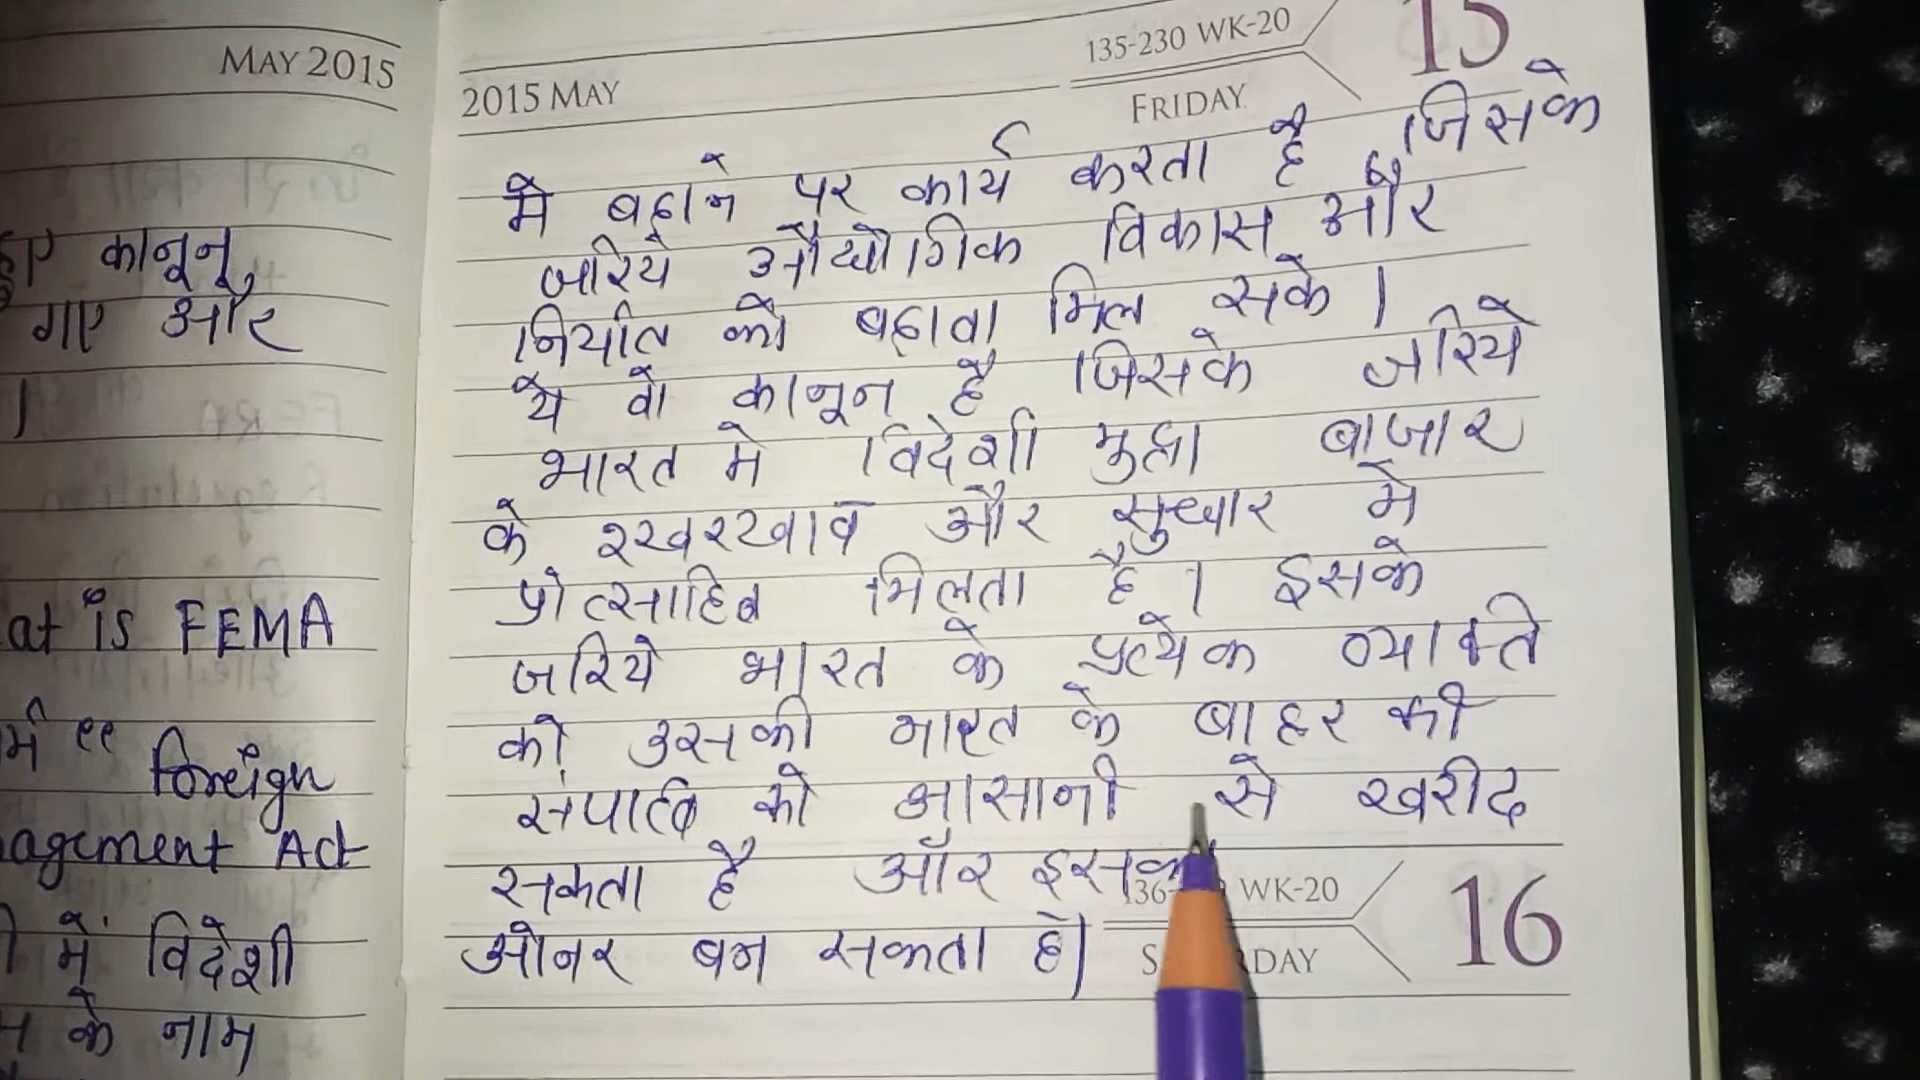 MAY 2015
कानून
गए और
।
at is FEMA
ee foreign
agement Act
में विदेशी
के नाम
135-230 WK-20
15
2015 MAY
FRIDAY
मे बढाने पर कार्य करता है जिसके
जरिये औद्योगिक विकास और
निर्यात को बढावा मिल सके ।
ये वो कानून है जिसके जरिये
भारत मे विदेशी मुद्रा बाजार
के रखरखाव और सुधार मे
प्रोत्साहित मिलता है । इसके
जरिये भारत के प्रत्येक व्यक्ति
को उसकी भारत के बाहर की
संपत्ति को आसानी से खरीद
सकता है और
ओनर बन सकता है।
WK-20
16